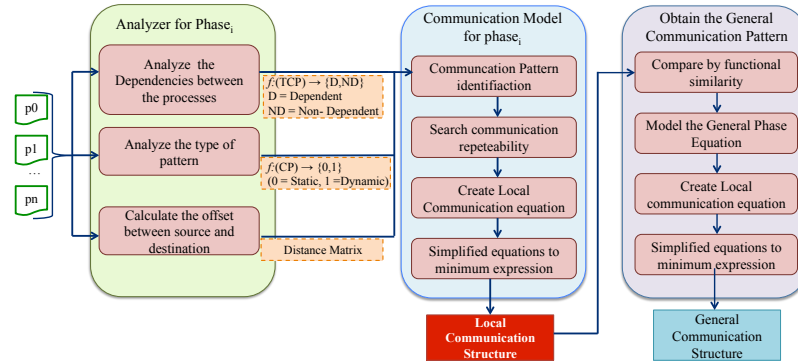 p0
p1
...
pn
Analyzer for Phasei
Analyze the
Dependencies between
the processes
Analyze the type of
pattern
Calculate the offset
between source and
destination
f:(TCP) → {D,ND}
D = Dependent
ND = Non- Dependent
f:(CP) → {0,1}
(0 = Static, 1 =Dynamic)
Distance Matrix
Communication Model
for phasei
Communcation Pattern
identifiaction
Search communication
repeteability
Create Local
Communication equation
Simplified equations to
minimum expression
Local
Communication
Structure
Obtain the General
Communication Pattern
Compare by functional
similarity
Model the General Phase
Equation
Create Local
communication equation
Simplified equations to
minimum expression
General
Communication
Structure